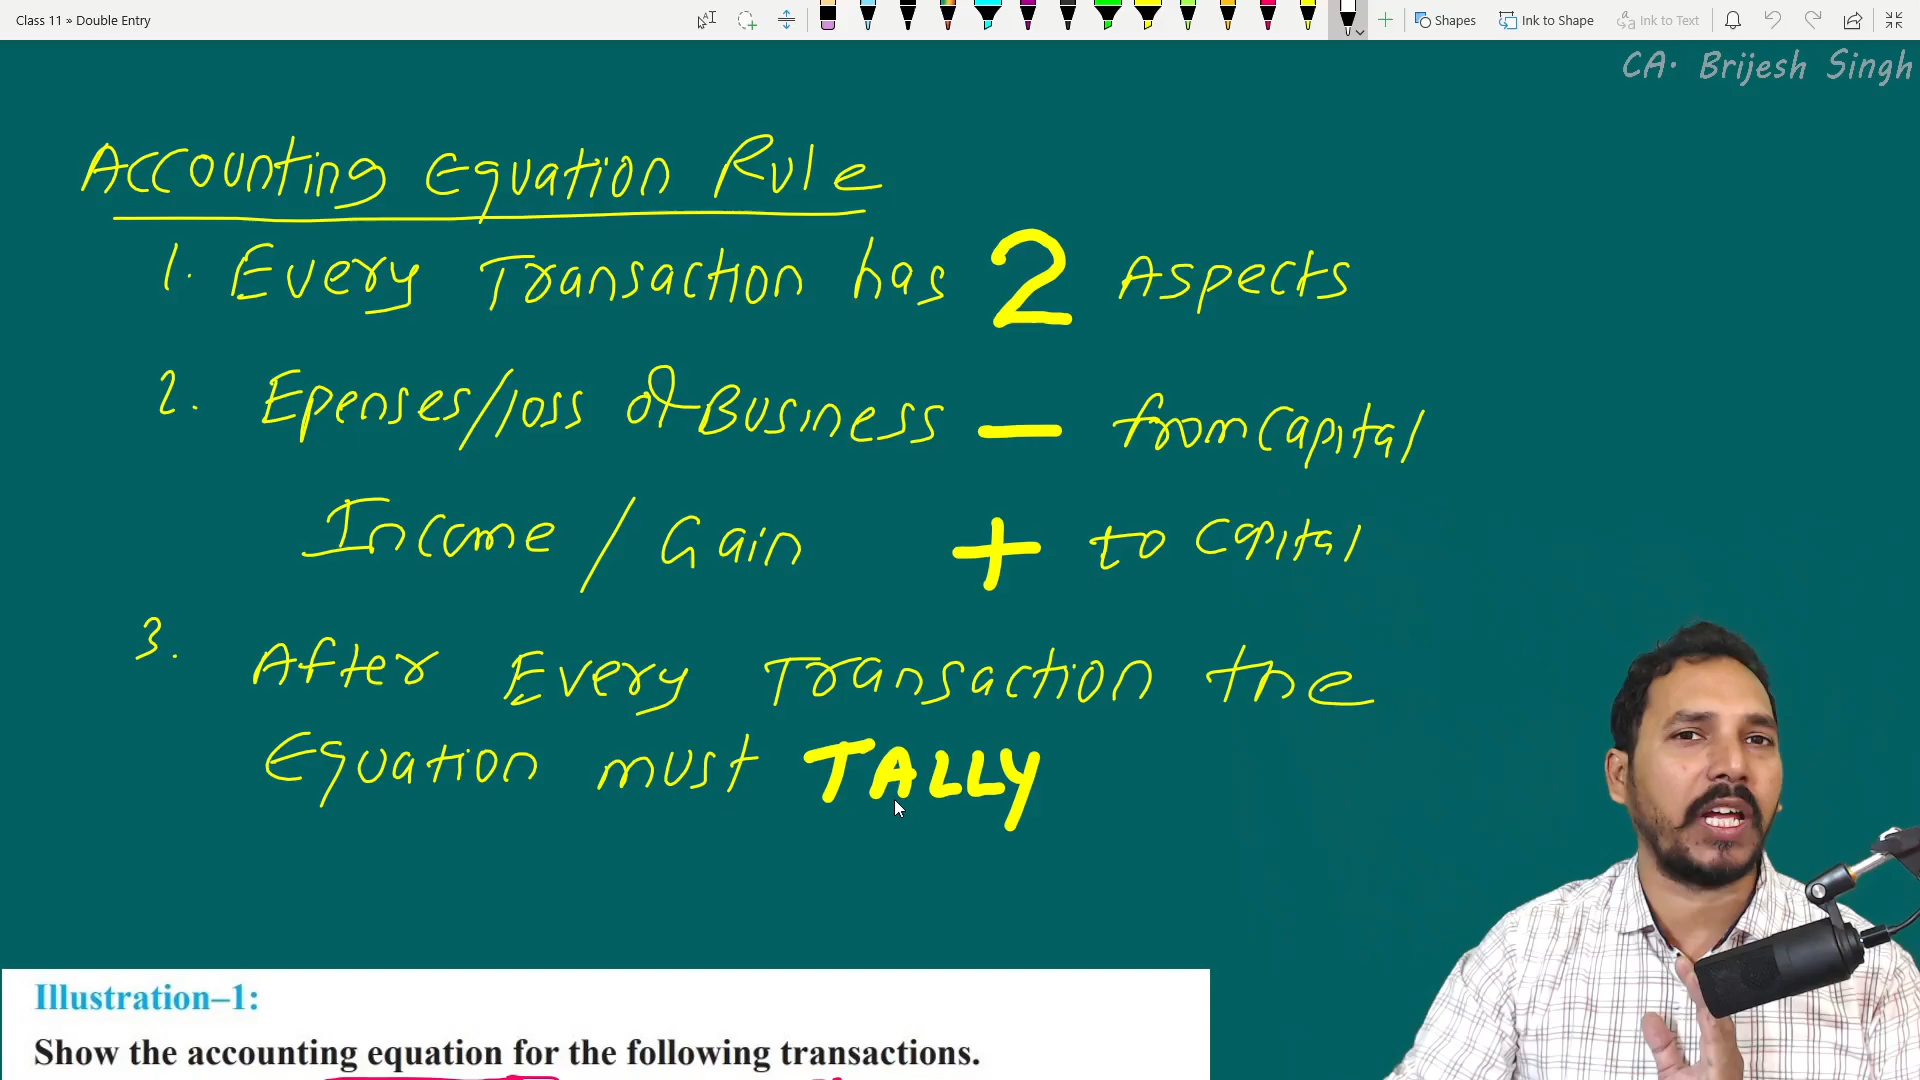 Class 11 » Double Entry
Shapes Ink to Shape Ink to Text
CA. Brijesh Singh
Accounting Equation Rule
1. Every Transaction has 2 Aspects
2. Epenses/loss of Business − from Capital
Income / Gain + to Capital
3. After Every Transaction the
Equation must TALLY
Illustration–1:
Show the accounting equation for the following transactions.